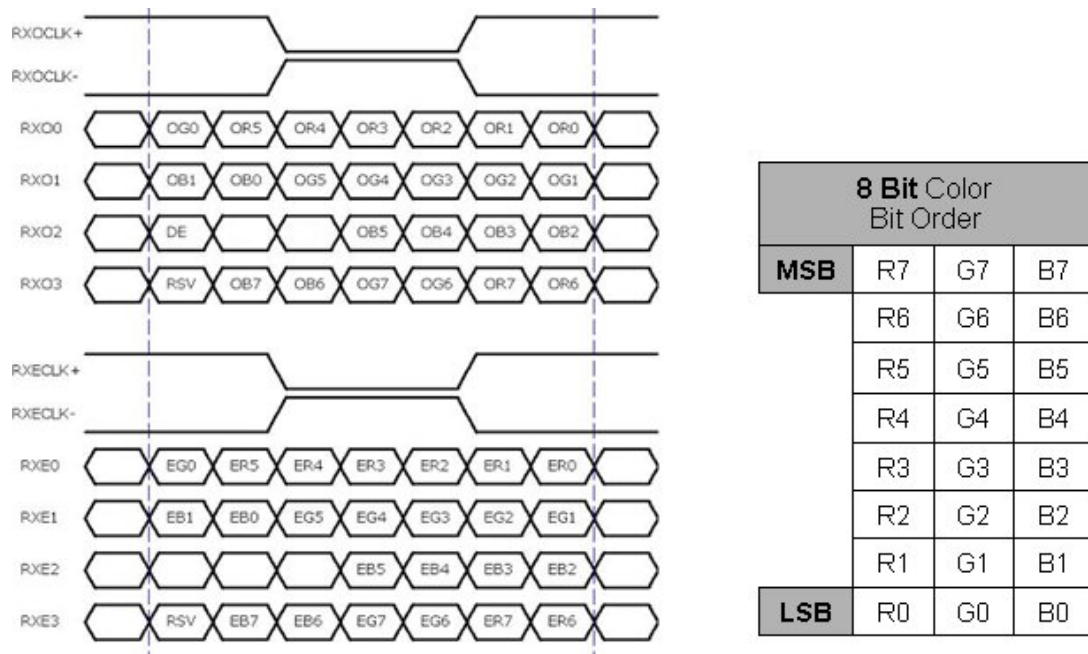 RXOCLK+
RXOCLK-
RXO0 OG0 OR5 OR4 OR3 OR2 OR1 OR0
RXO1 OB1 OB0 OG5 OG4 OG3 OG2 OG1
RXO2 DE OB5 OB4 OB3 OB2
RXO3 RSV OB7 OB6 OG7 OG6 OR7 OR6
RXECLK+
RXECLK-
RXE0 EG0 ER5 ER4 ER3 ER2 ER1 ER0
RXE1 EB1 EB0 EG5 EG4 EG3 EG2 EG1
RXE2 EB5 EB4 EB3 EB2
RXE3 RSV EB7 EB6 EG7 EG6 ER7 ER6
8 Bit Color
Bit Order
MSB R7 G7 B7
R6 G6 B6
R5 G5 B5
R4 G4 B4
R3 G3 B3
R2 G2 B2
R1 G1 B1
LSB R0 G0 B0